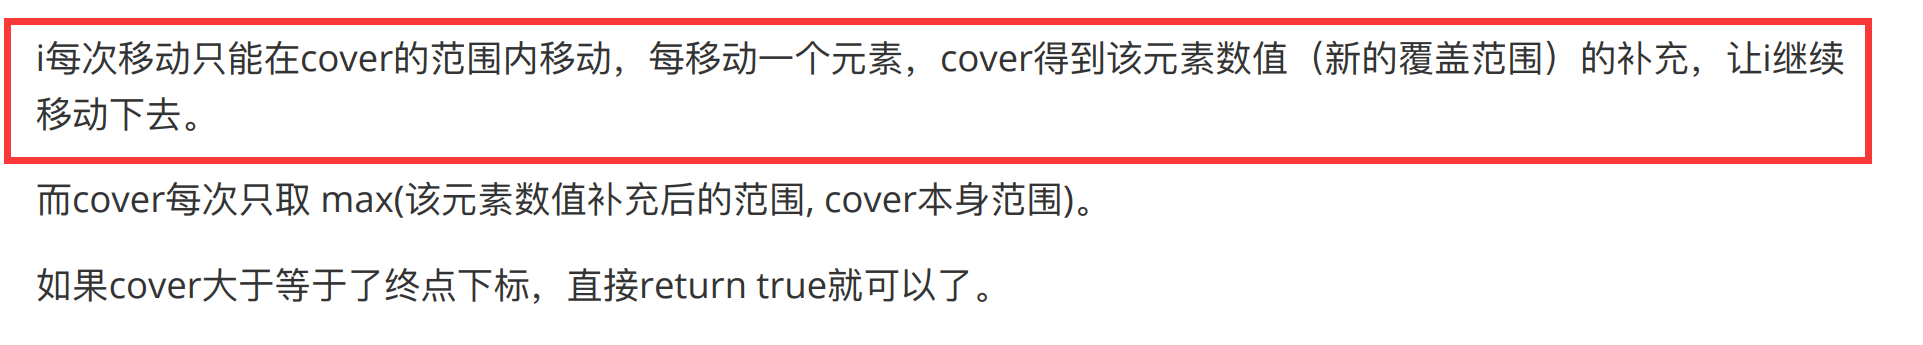 i每次移动只能在cover的范围内移动，每移动一个元素，cover得到该元素数值（新的覆盖范围）的补充，让i继续
移动下去。
而cover每次只取 max(该元素数值补充后的范围, cover本身范围)。
如果cover大于等于了终点下标，直接return true就可以了。